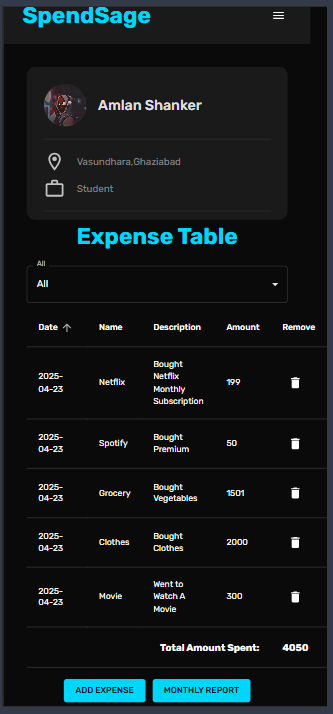 SpendSage
Amlan Shanker
Vasundhara,Ghaziabad
Student
Expense Table
All
All
Date Name Description Amount Remove
2025-04-23 Netflix Bought Netflix Monthly Subscription 199
2025-04-23 Spotify Bought Premium 50
2025-04-23 Grocery Bought Vegetables 1501
2025-04-23 Clothes Bought Clothes 2000
2025-04-23 Movie Went to Watch A Movie 300
Total Amount Spent: 4050
ADD EXPENSE MONTHLY REPORT